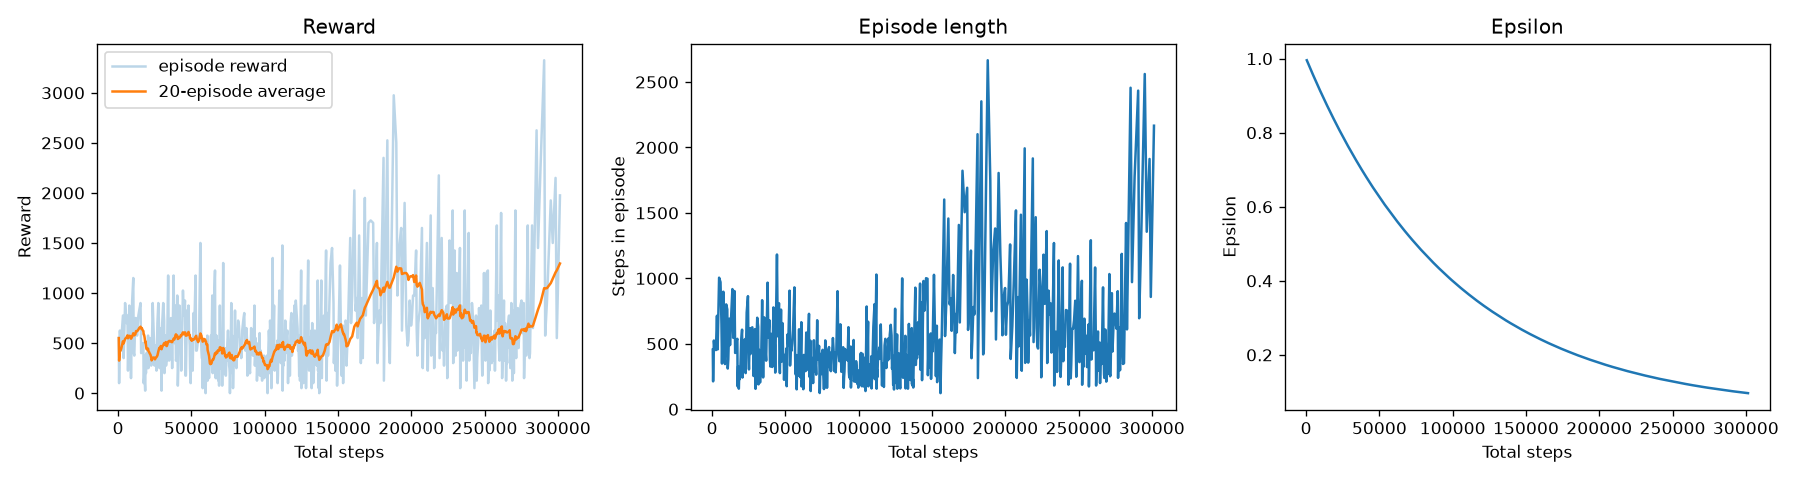 Reward
episode reward
20-episode average
3000
2500
2000
1500
1000
500
0
Reward
0 50000 100000 150000 200000 250000 300000
Total steps
Episode length
2500
2000
1500
1000
500
0
Steps in episode
0 50000 100000 150000 200000 250000 300000
Total steps
Epsilon
1.0
0.8
0.6
0.4
0.2
Epsilon
0 50000 100000 150000 200000 250000 300000
Total steps